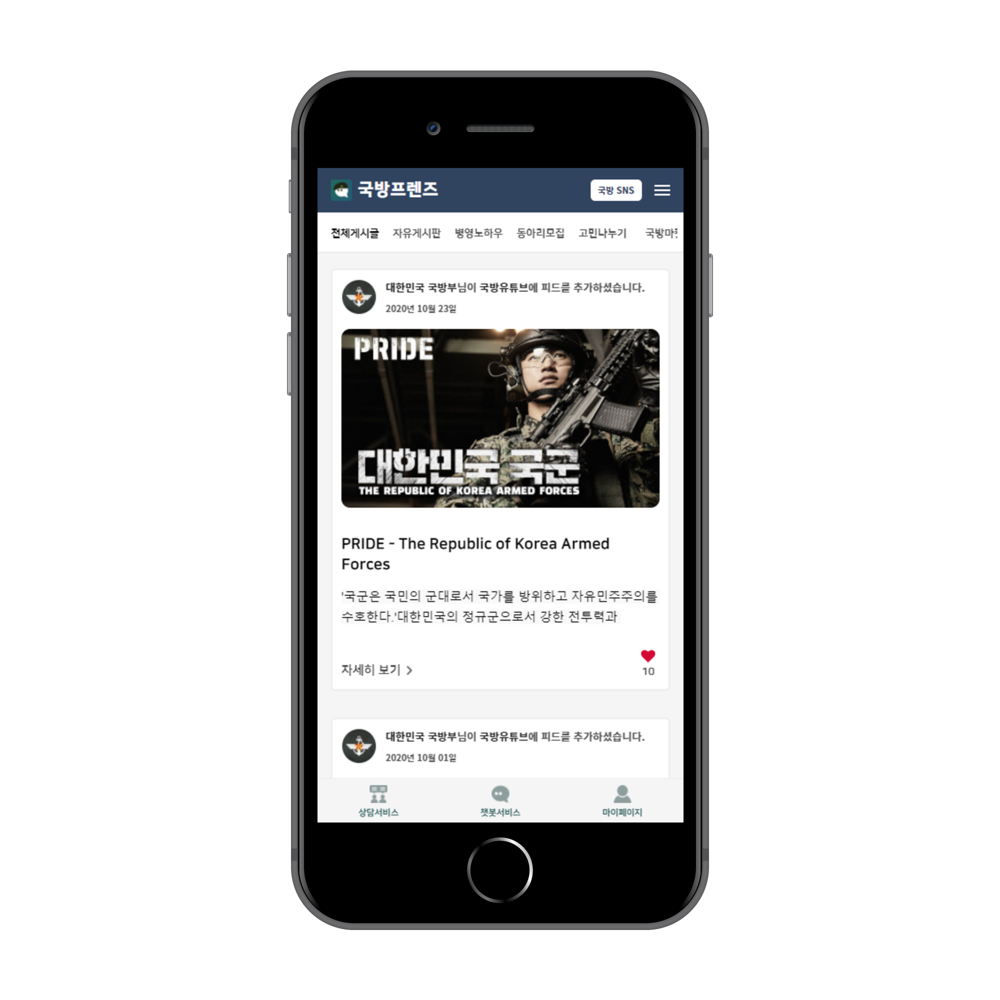 국방프렌즈
국방 SNS
전체게시글 자유게시판 병영노하우 동아리모집 고민나누기 국방마
대한민국 국방부님이 국방유튜브에 피드를 추가하셨습니다.
2020년 10월 23일
PRIDE
대한민국 국군
THE REPUBLIC OF KOREA ARMED FORCES
PRIDE - The Republic of Korea Armed
Forces
'국군은 국민의 군대로서 국가를 방위하고 자유민주주의를
수호한다.'대한민국의 정규군으로서 강한 전투력과
자세히 보기
10
대한민국 국방부님이 국방유튜브에 피드를 추가하셨습니다.
2020년 10월 01일
상담서비스 챗봇서비스 마이페이지